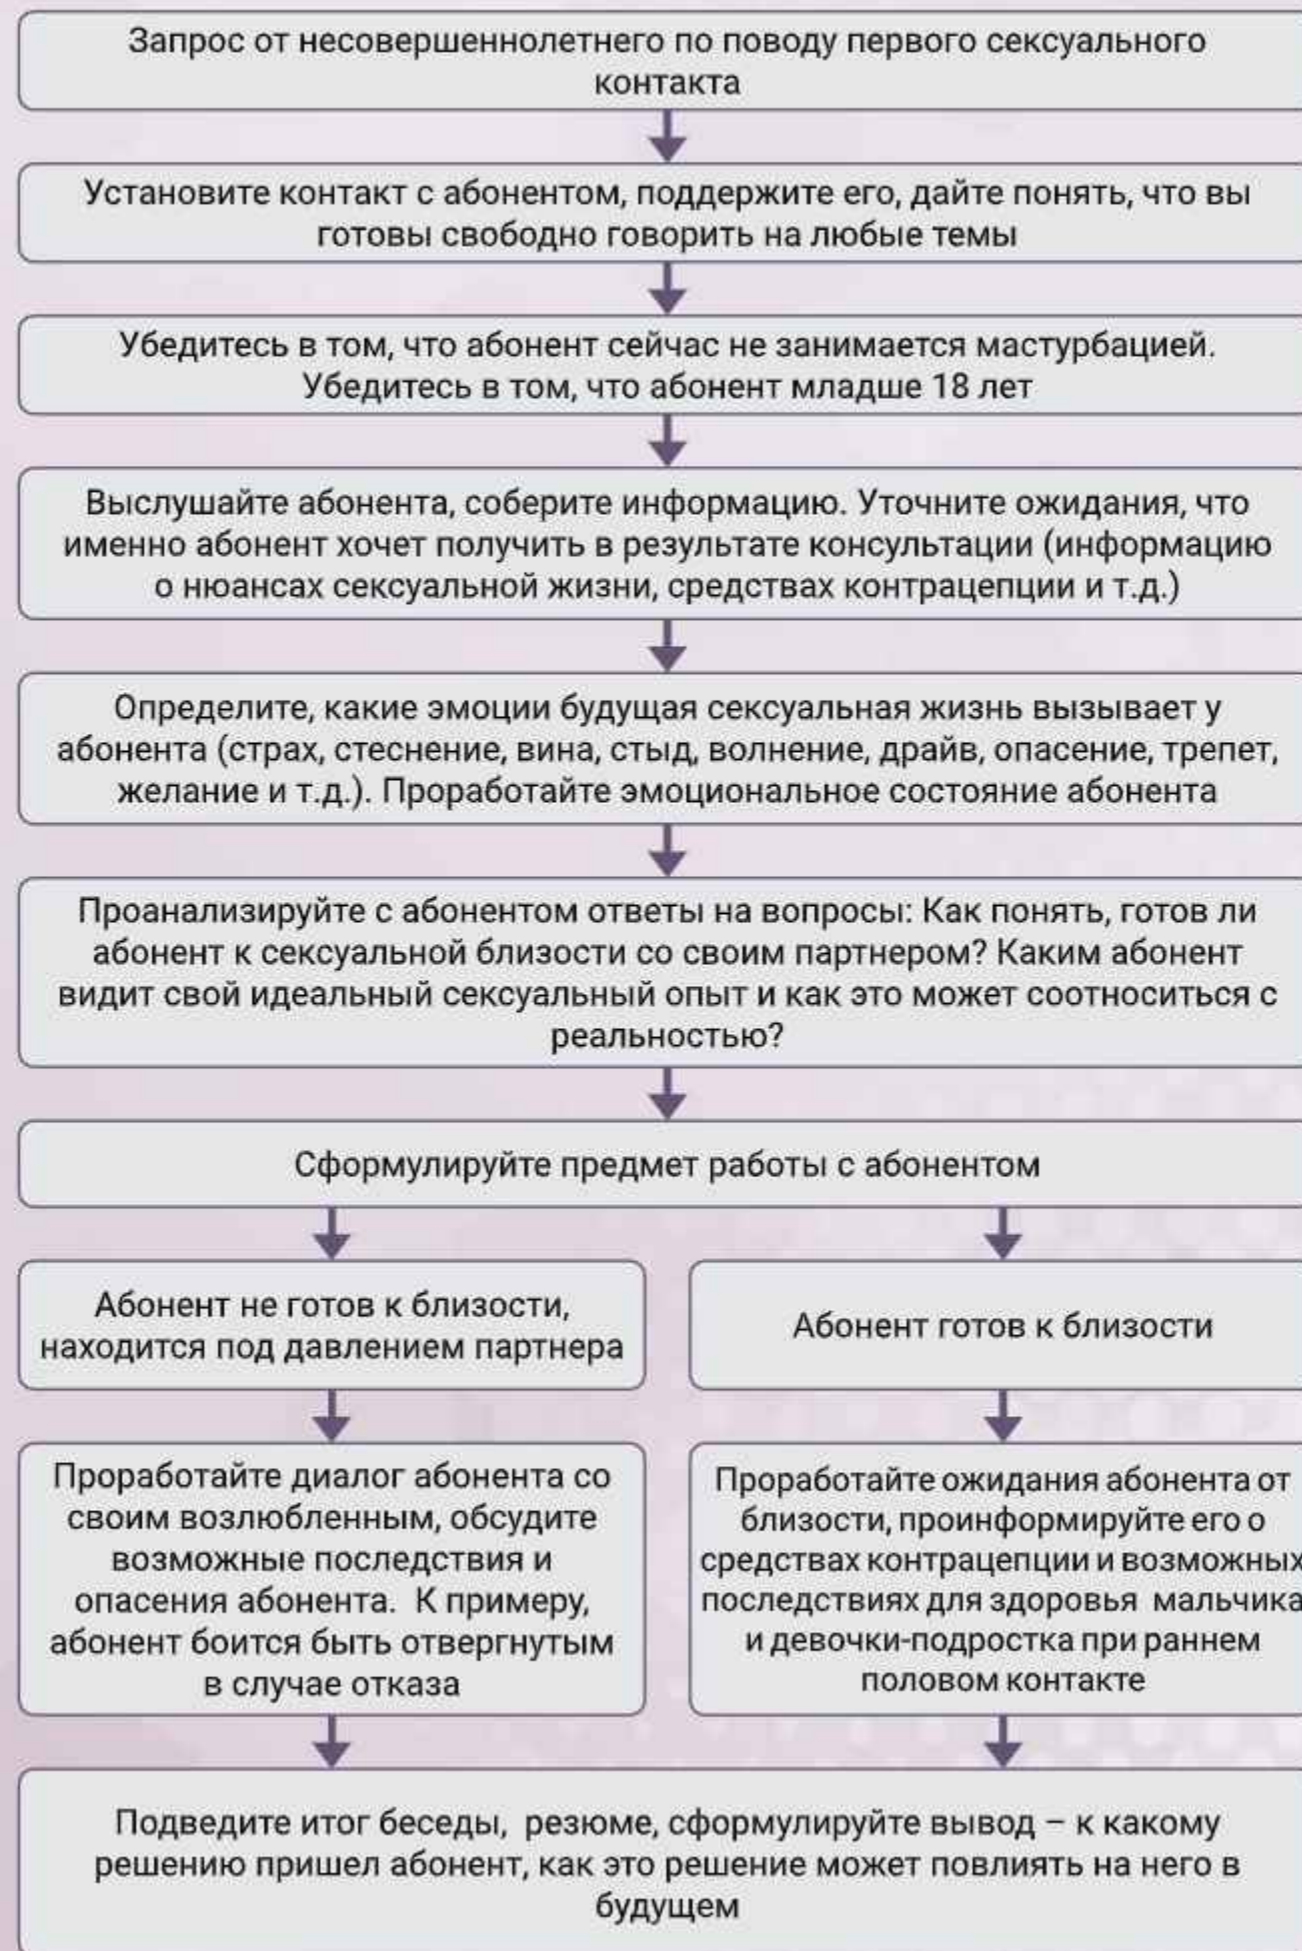 Запрос от несовершеннолетнего по поводу первого сексуального
контакта
Установите контакт с абонентом, поддержите его, дайте понять, что вы
готовы свободно говорить на любые темы
Убедитесь в том, что абонент сейчас не занимается мастурбацией.
Убедитесь в том, что абонент младше 18 лет
Выслушайте абонента, соберите информацию. Уточните ожидания, что
именно абонент хочет получить в результате консультации (информацию
о нюансах сексуальной жизни, средствах контрацепции и т.д.)
Определите, какие эмоции будущая сексуальная жизнь вызывает у
абонента (страх, стеснение, вина, стыд, волнение, драйв, опасение, трепет,
желание и т.д.). Проработайте эмоциональное состояние абонента
Проанализируйте с абонентом ответы на вопросы: Как понять, готов ли
абонент к сексуальной близости со своим партнером? Каким абонент
видит свой идеальный сексуальный опыт и как это может соотноситься с
реальностью?
Сформулируйте предмет работы с абонентом
Абонент не готов к близости,
находится под давлением партнера
Абонент готов к близости
Проработайте диалог абонента со
своим возлюбленным, обсудите
возможные последствия и
опасения абонента. К примеру,
абонент боится быть отвергнутым
в случае отказа
Проработайте ожидания абонента от
близости, проинформируйте его о
средствах контрацепции и возможных
последствиях для здоровья мальчика
и девочки-подростка при раннем
половом контакте
Подведите итог беседы, резюме, сформулируйте вывод – к какому
решению пришел абонент, как это решение может повлиять на него в
будущем